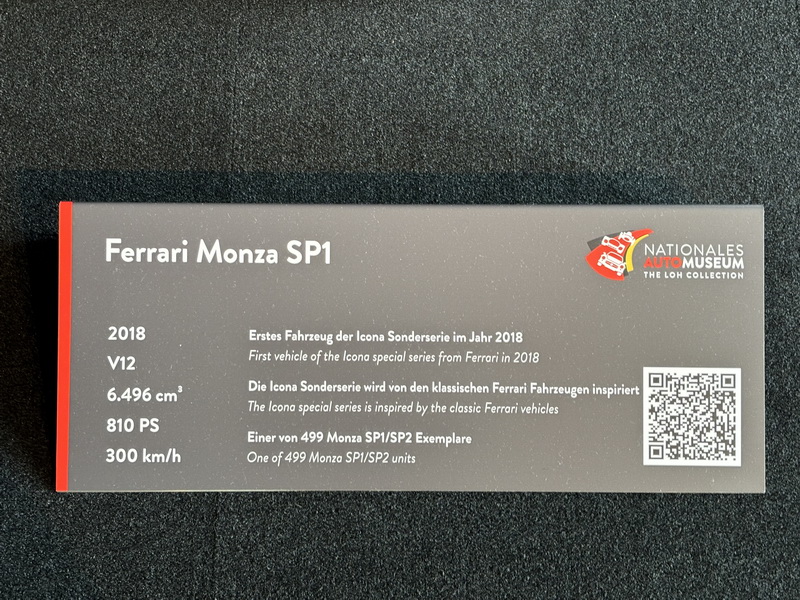 Ferrari Monza SP1
NATIONALES
AUTOMUSEUM
THE LOH COLLECTION
2018
V12
6.496 cm³
810 PS
300 km/h
Erstes Fahrzeug der Icona Sonderserie im Jahr 2018
First vehicle of the Icona special series from Ferrari in 2018
Die Icona Sonderserie wird von den klassischen Ferrari Fahrzeugen inspiriert
The Icona special series is inspired by the classic Ferrari vehicles
Einer von 499 Monza SP1/SP2 Exemplare
One of 499 Monza SP1/SP2 units